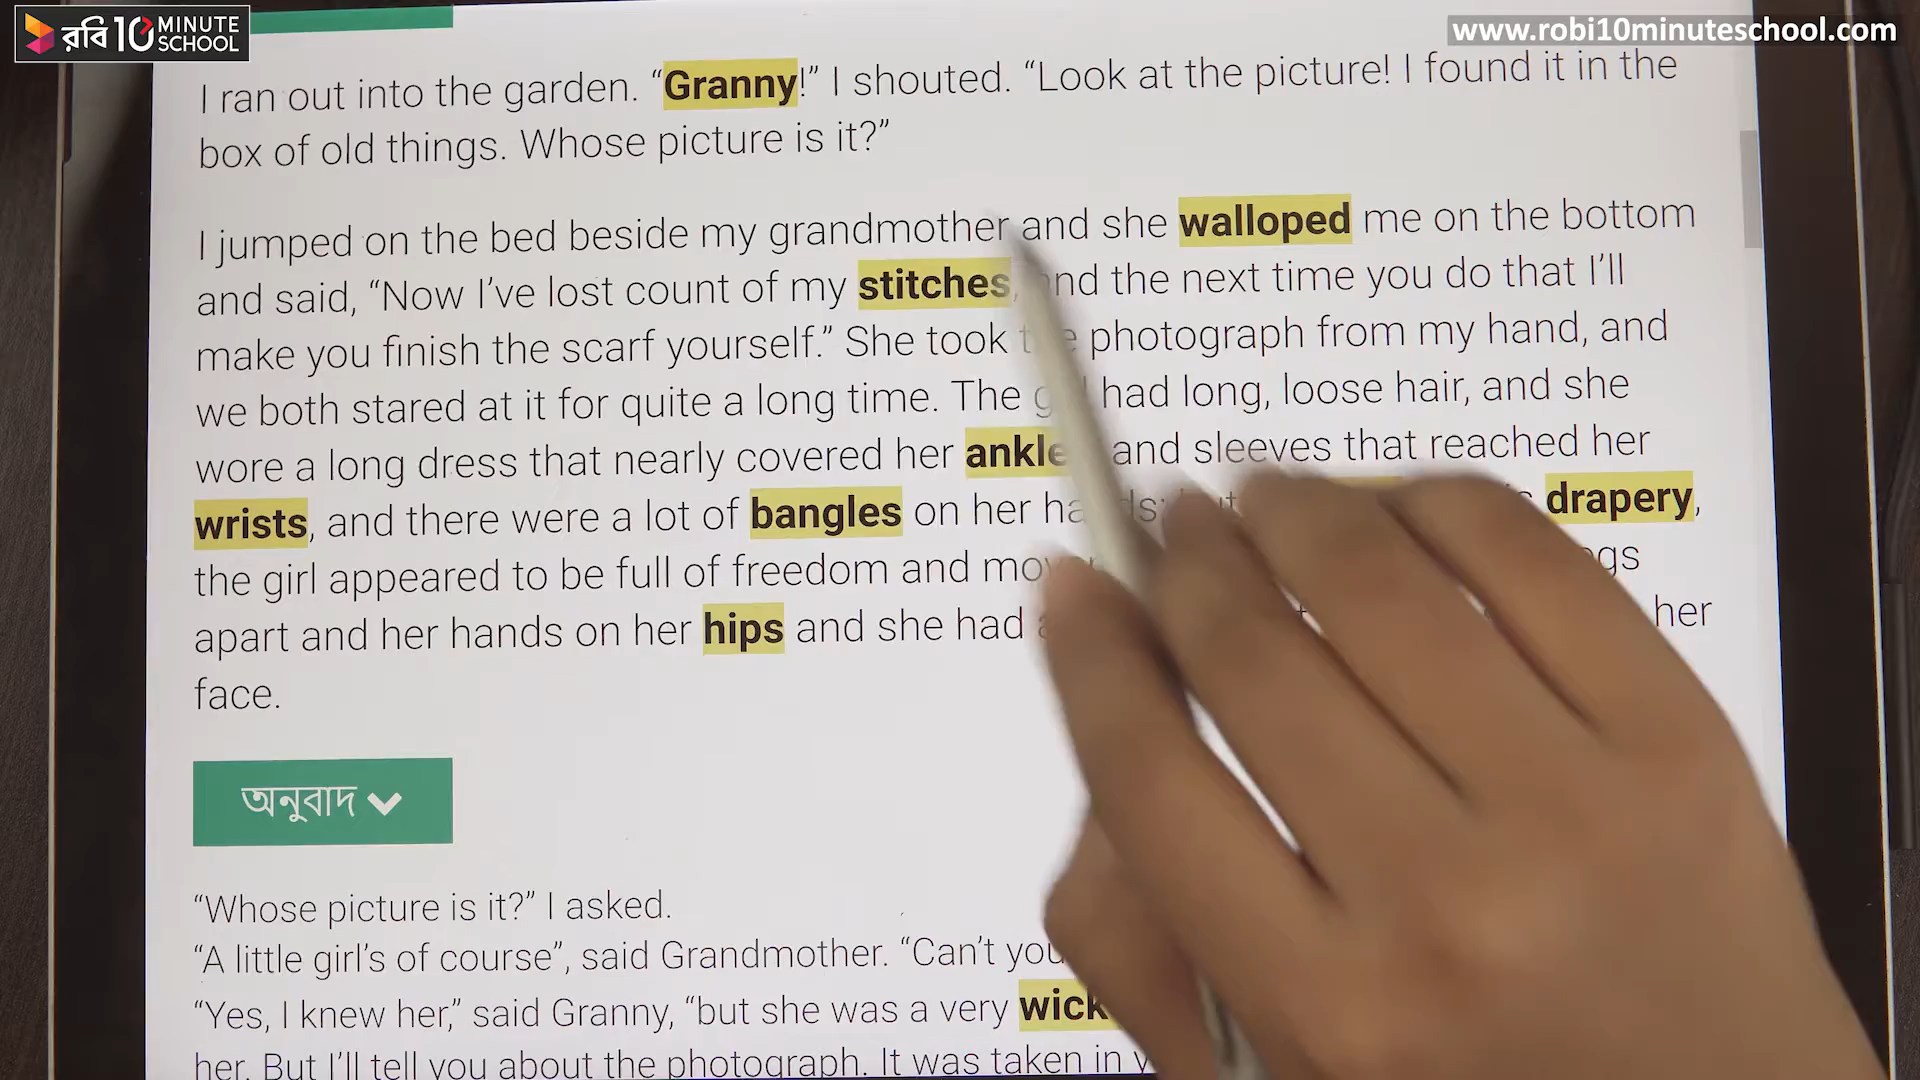 রবি 10 MINUTE SCHOOL
www.robi10minuteschool.com
I ran out into the garden. “Granny!” I shouted. “Look at the picture! I found it in the
box of old things. Whose picture is it?”
I jumped on the bed beside my grandmother and she walloped me on the bottom
and said, “Now I’ve lost count of my stitches, and the next time you do that I’ll
make you finish the scarf yourself.” She took the photograph from my hand, and
we both stared at it for quite a long time. The girl had long, loose hair, and she
wore a long dress that nearly covered her and sleeves that reached her
wrists, and there were a lot of bangles on her hands; but drapery,
the girl appeared to be full of freedom and
apart and her hands on her hips and she had her
face.
অনুবাদ
“Whose picture is it?” I asked.
“A little girl’s of course”, said Grandmother. “Can’t you
“Yes, I knew her,” said Granny, “but she was a very
her. But I’ll tell you about the photograph. It was taken in